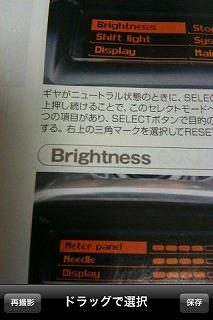 Brightness
Shift light
Display
ギヤがニュートラル状態のときに、SELEC
上押し続けることで、このセレクトモードへ
つの項目があり、SELECTボタンで目的の
する。右上の三角マークを選択してRESE
Brightness
Meter panel
Needle
Display
再撮影
ドラッグで選択
保存